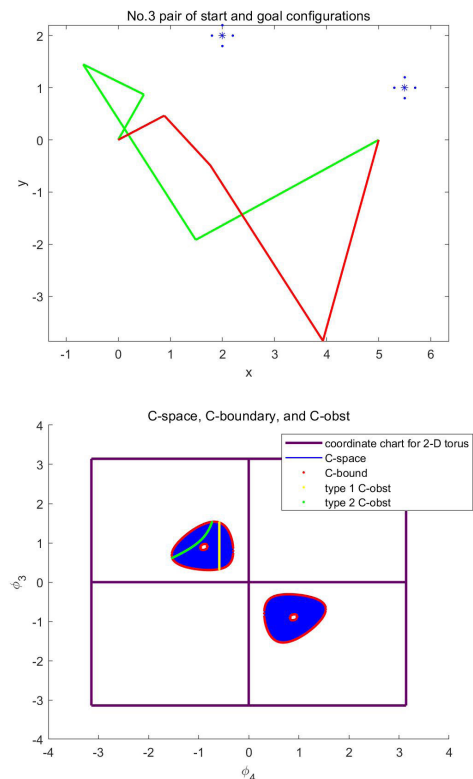 No.3 pair of start and goal configurations
2
1
0
-1
-2
-3
y
-1 0 1 2 3 4 5 6
x
C-space, C-boundary, and C-obst
4
3
2
1
0
-1
-2
-3
-4
ϕ3
coordinate chart for 2-D torus
C-space
C-bound
type 1 C-obst
type 2 C-obst
-4 -3 -2 -1 0 1 2 3 4
ϕ4